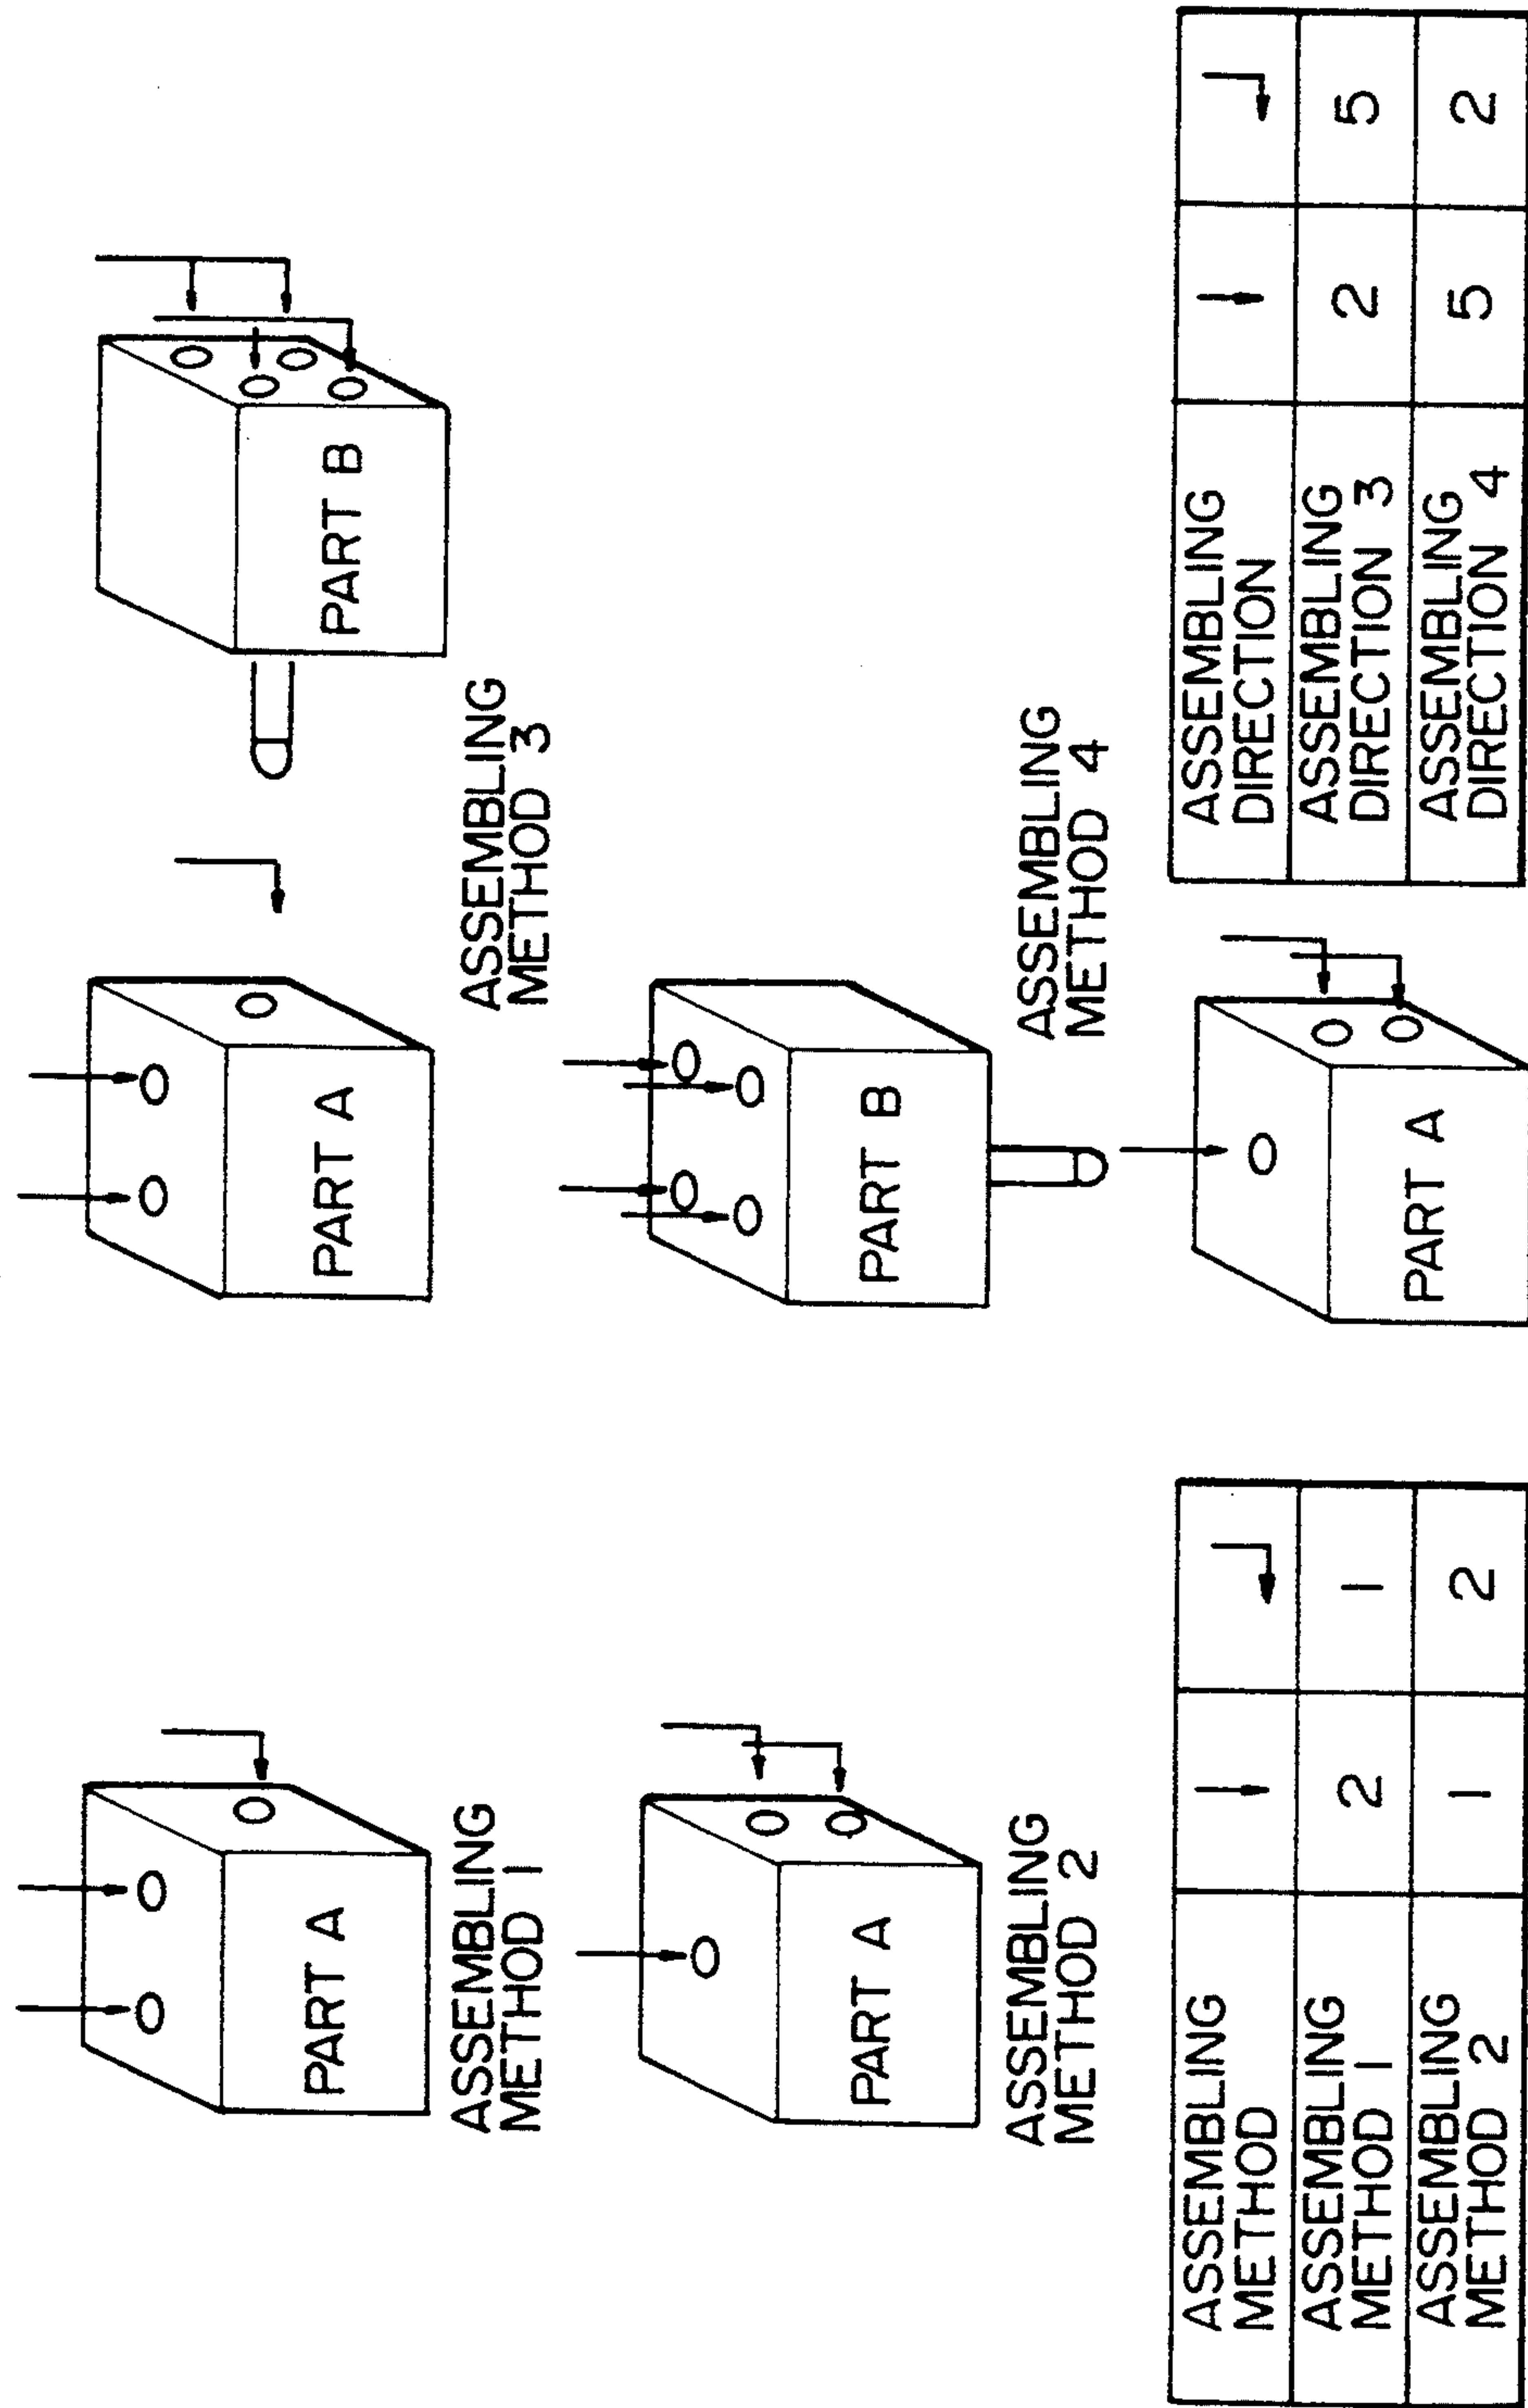 PART A
ASSEMBLING
METHOD 1
PART A
ASSEMBLING
METHOD 2
ASSEMBLING
METHOD
ASSEMBLING
METHOD 1
2
1
ASSEMBLING
METHOD 2
1
2
PART A
PART B
ASSEMBLING
METHOD 3
PART B
ASSEMBLING
METHOD 4
PART A
ASSEMBLING
DIRECTION
ASSEMBLING
DIRECTION 3
2
5
ASSEMBLING
DIRECTION 4
5
2